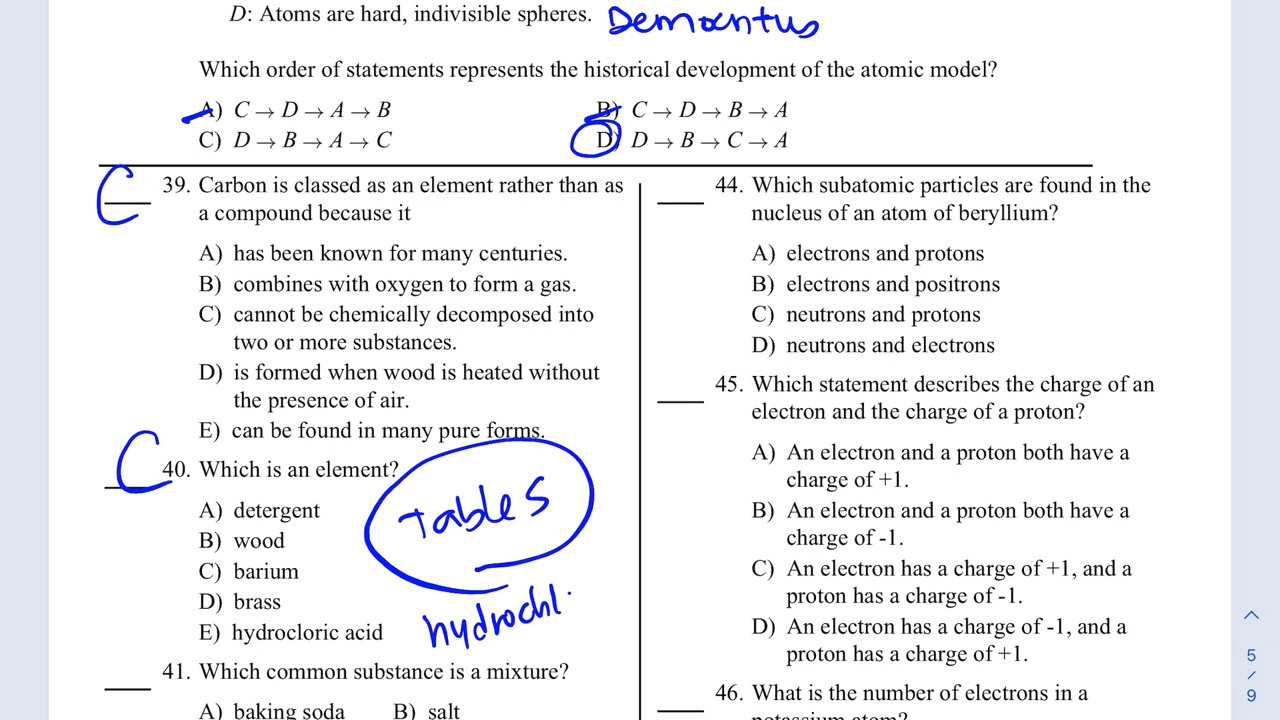 D: Atoms are hard, indivisible spheres. Democritus
Which order of statements represents the historical development of the atomic model?
A) C → D → A → B
B) C → D → B → A
C) D → B → A → C
D) D → B → C → A
C
39. Carbon is classed as an element rather than as
a compound because it
A) has been known for many centuries.
B) combines with oxygen to form a gas.
C) cannot be chemically decomposed into
two or more substances.
D) is formed when wood is heated without
the presence of air.
E) can be found in many pure forms.
C
40. Which is an element?
A) detergent
B) wood
C) barium
D) brass
E) hydrocloric acid
Table S
hydrochl
41. Which common substance is a mixture?
A) baking soda B) salt
44. Which subatomic particles are found in the
nucleus of an atom of beryllium?
A) electrons and protons
B) electrons and positrons
C) neutrons and protons
D) neutrons and electrons
45. Which statement describes the charge of an
electron and the charge of a proton?
A) An electron and a proton both have a
charge of +1.
B) An electron and a proton both have a
charge of -1.
C) An electron has a charge of +1, and a
proton has a charge of -1.
D) An electron has a charge of -1, and a
proton has a charge of +1.
46. What is the number of electrons in a
potassium atom?
5
/
9